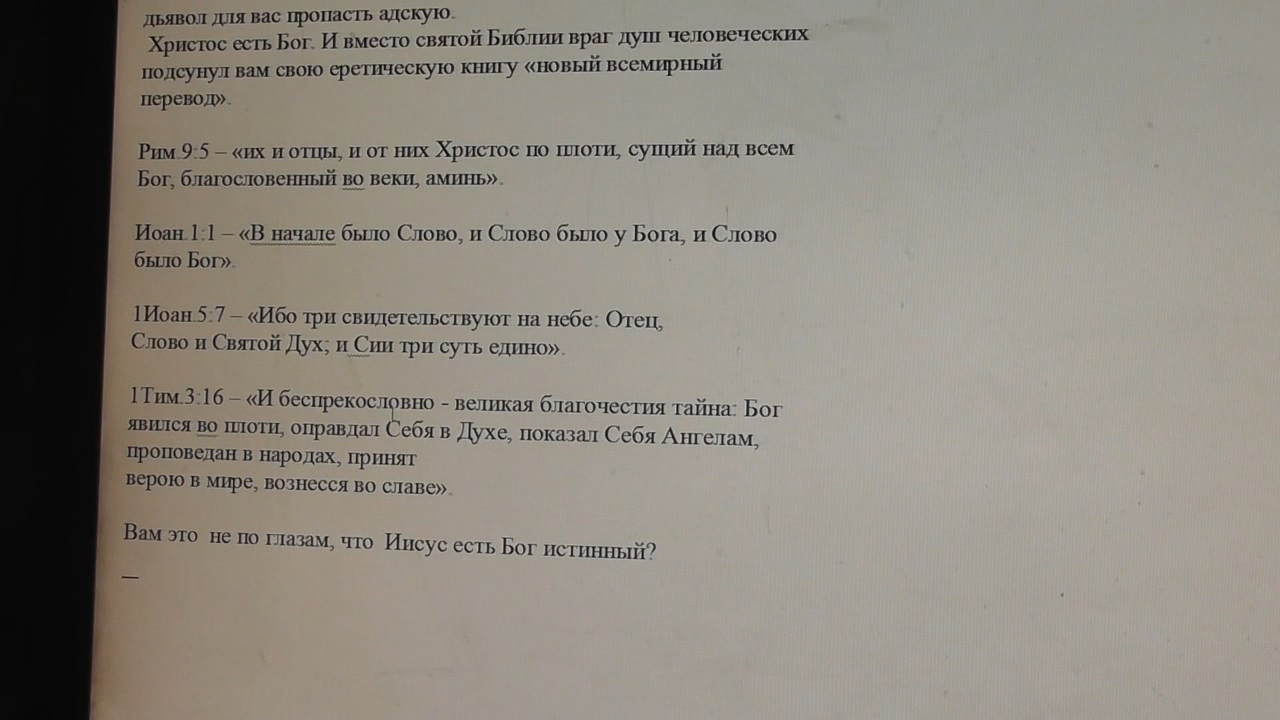 дьявол для вас пропасть адскую.
Христос есть Бог. И вместо святой Библии враг душ человеческих
подсунул вам свою еретическую книгу «новый всемирный
перевод».
Рим.9:5 – «их и отцы, и от них Христос по плоти, сущий над всем
Бог, благословенный во веки, аминь».
Иоан.1:1 – «В начале было Слово, и Слово было у Бога, и Слово
было Бог».
1Иоан.5:7 – «Ибо три свидетельствуют на небе: Отец,
Слово и Святой Дух; и Сии три суть едино».
1Тим.3:16 – «И беспрекословно - великая благочестия тайна: Бог
явился во плоти, оправдал Себя в Духе, показал Себя Ангелам,
проповедан в народах, принят
верою в мире, вознесся во славе».
Вам это не по глазам, что Иисус есть Бог истинный?